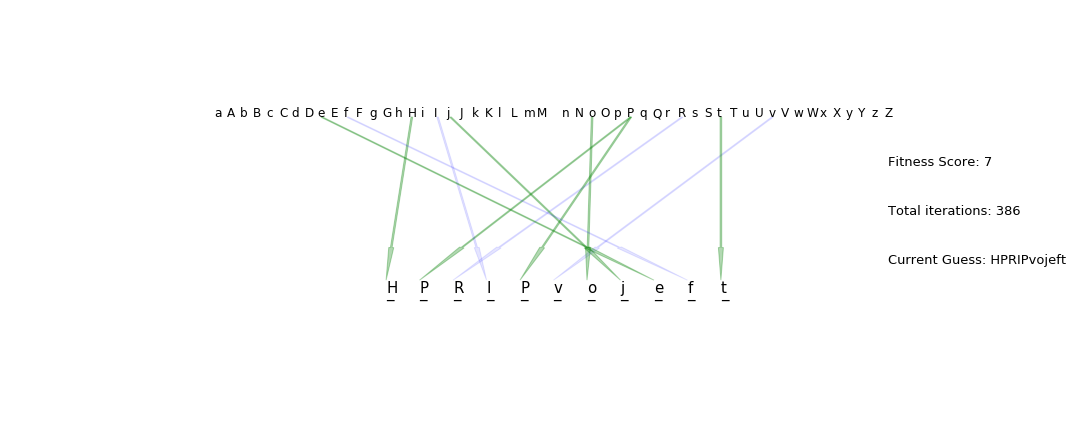 a A b B c C d D e E f F g G h H i I j J k K l L m M n N o O p P q Q r R s S t T u U v V w W x X y Y z Z
Fitness Score: 7
Total iterations: 386
Current Guess: HPRIPvojeft
H P R I P v o j e f t